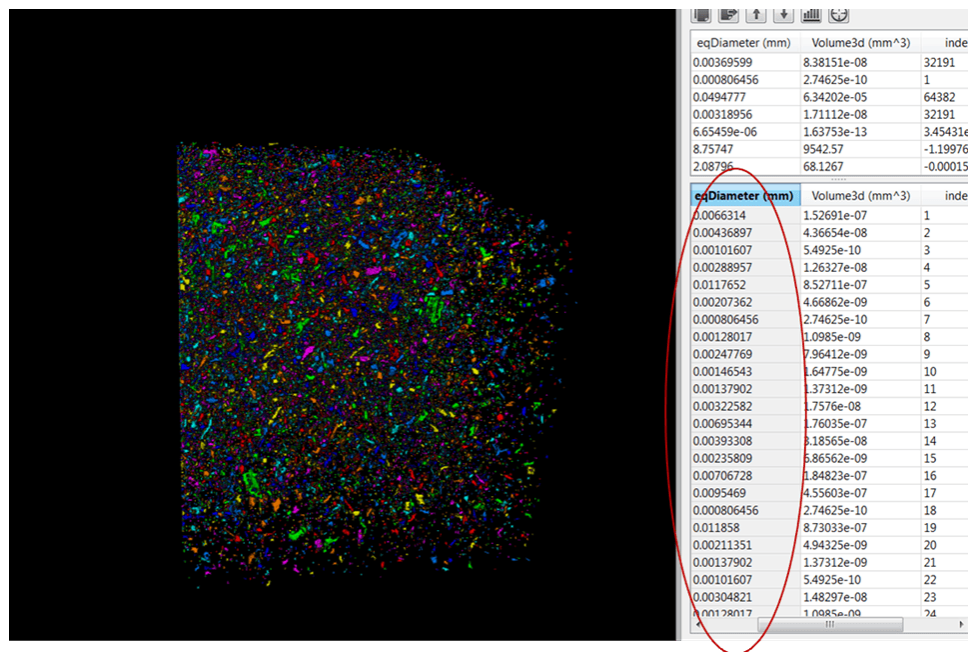 eqDiameter (mm) Volume3d (mm^3) inde
0.00369599 8.38151e-08 32191
0.000806456 2.74625e-10 1
0.0494777 6.34202e-05 64382
0.00318956 1.71112e-08 32191
6.65459e-06 1.63753e-13 3.45431e
8.75747 9542.57 -1.19976
2.08796 68.1267 -0.00015
eqDiameter (mm) Volume3d (mm^3) inde
0.0066314 1.52691e-07 1
0.00436897 4.36654e-08 2
0.00101607 5.4925e-10 3
0.00288957 1.26327e-08 4
0.0117652 8.52711e-07 5
0.00207362 4.66862e-09 6
0.000806456 2.74625e-10 7
0.00128017 1.0985e-09 8
0.00247769 7.96412e-09 9
0.00146543 1.64775e-09 10
0.00137902 1.37312e-09 11
0.00322582 1.7576e-08 12
0.00695344 1.76035e-07 13
0.00393308 3.18565e-08 14
0.00235809 6.86562e-09 15
0.00706728 1.84823e-07 16
0.0095469 4.55603e-07 17
0.000806456 2.74625e-10 18
0.011858 8.73033e-07 19
0.00211351 4.94325e-09 20
0.00137902 1.37312e-09 21
0.00101607 5.4925e-10 22
0.00304821 1.48297e-08 23
0.00128017 1.0985e-09 24